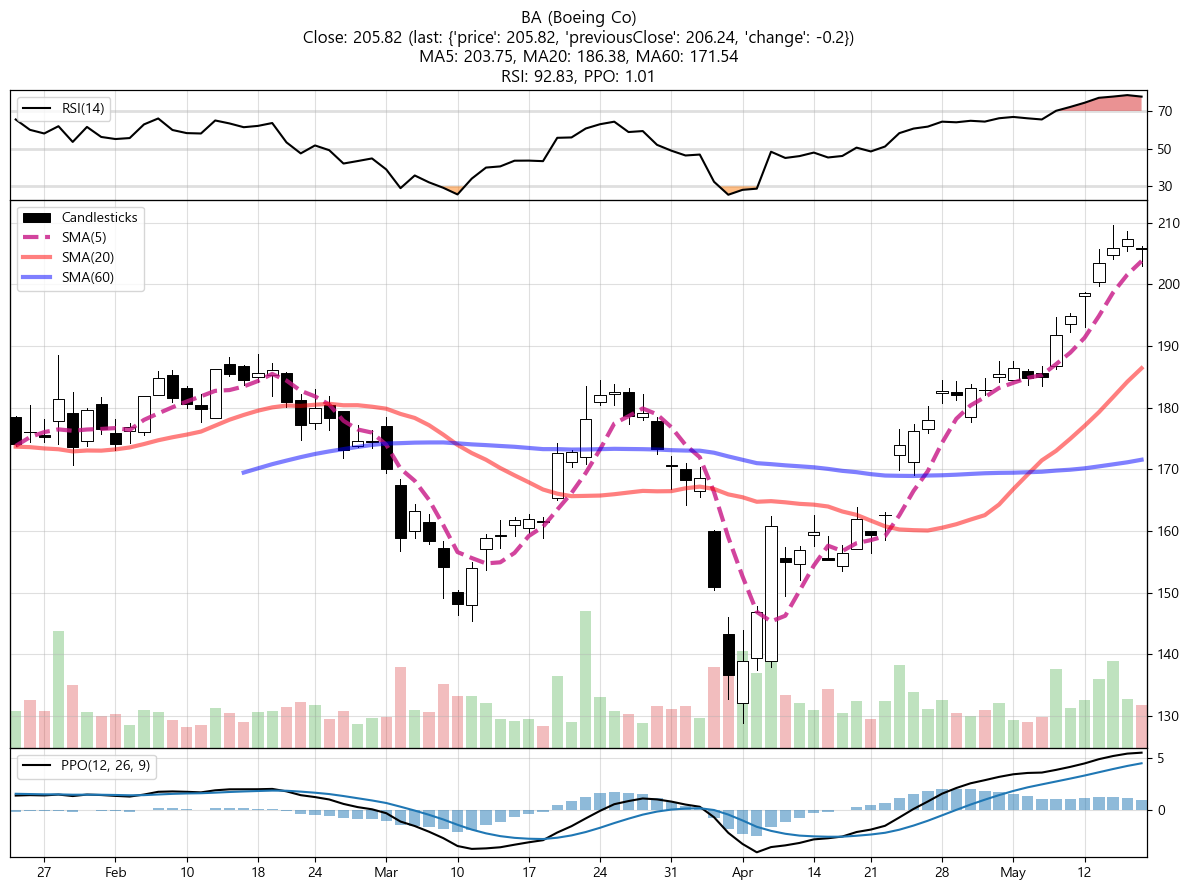 BA (Boeing Co)
Close: 205.82 (last: {'price': 205.82, 'previousClose': 206.24, 'change': -0.2})
MA5: 203.75, MA20: 186.38, MA60: 171.54
RSI: 92.83, PPO: 1.01
RSI(14)
70
50
30
Candlesticks
SMA(5)
SMA(20)
SMA(60)
210
200
190
180
170
160
150
140
130
PPO(12, 26, 9)
5
0
27 Feb 10 18 24 Mar 10 17 24 31 Apr 14 21 28 May 12